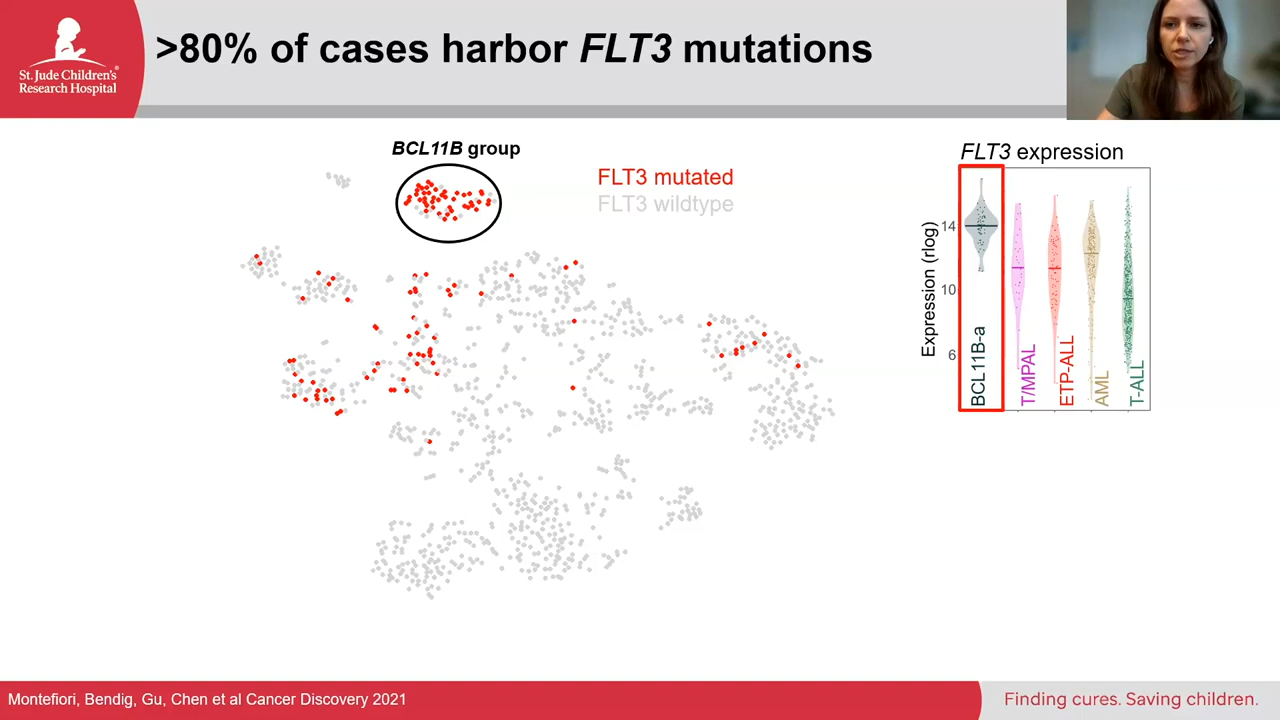 St. Jude Children's®
Research Hospital
>80% of cases harbor FLT3 mutations
BCL11B group
FLT3 mutated
FLT3 wildtype
FLT3 expression
Expression (rlog)
14
10
6
BCL11B-a
T/MPAL
ETP-ALL
AML
T-ALL
Montefiori, Bendig, Gu, Chen et al Cancer Discovery 2021
Finding cures. Saving children.